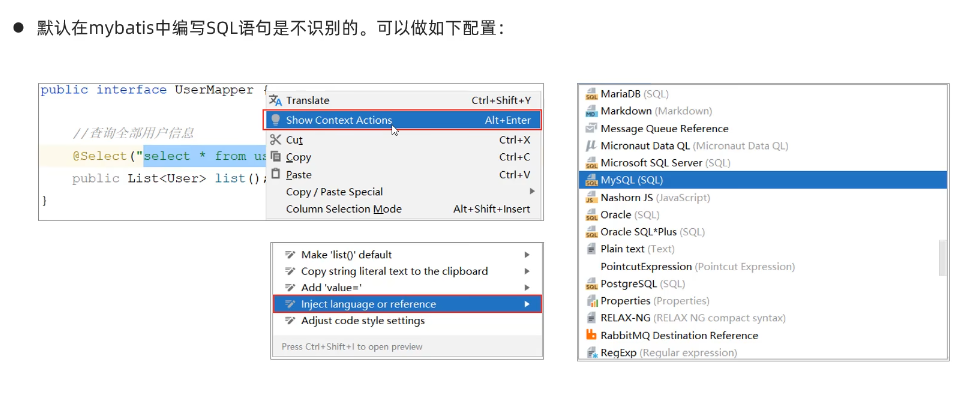 ● 默认在mybatis中编写SQL语句是不识别的。可以做如下配置：
public interface UserMapper {
//查询全部用户信息
@Select("select * from us
public List<User> list();
}
Translate Ctrl+Shift+Y
Show Context Actions Alt+Enter
Cut Ctrl+X
Copy Ctrl+C
Paste Ctrl+V
Copy / Paste Special
Column Selection Mode Alt+Shift+Insert
Make 'list()' default
Copy string literal text to the clipboard
Add 'value='
Inject language or reference
Adjust code style settings
Press Ctrl+Shift+I to open preview
MariaDB (SQL)
Markdown (Markdown)
Message Queue Reference
Micronaut Data QL (Micronaut Data QL)
Microsoft SQL Server (SQL)
MySQL (SQL)
Nashorn JS (JavaScript)
Oracle (SQL)
Oracle SQL*Plus (SQL)
Plain text (Text)
PointcutExpression (Pointcut Expression)
PostgreSQL (SQL)
Properties (Properties)
RELAX-NG (RELAX NG compact syntax)
RabbitMQ Destination Reference
RegExp (Regular expression)